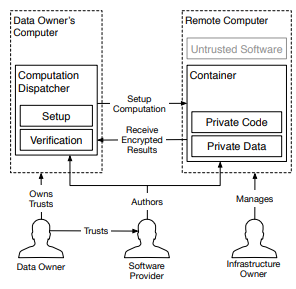 Data Owner's
Computer
Remote Computer
Untrusted Software
Computation
Dispatcher
Container
Setup
Setup
Computation
Private Code
Verification
Receive
Encrypted
Results
Private Data
Owns
Trusts
Authors
Manages
Trusts
Data Owner
Software
Provider
Infrastructure
Owner